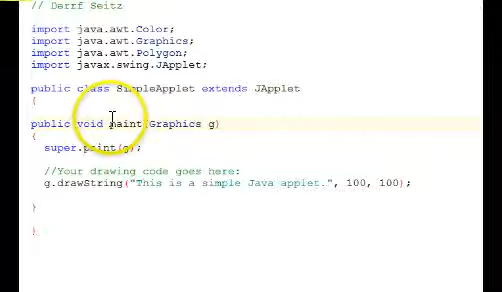 // Derrf Seitz
import java.awt.Color;
import java.awt.Graphics;
import java.awt.Polygon;
import javax.swing.JApplet;
public class SimpleApplet extends JApplet
{
public void paint(Graphics g)
{
super.paint(g);
//Your drawing code goes here:
g.drawString("This is a simple Java applet.", 100, 100);
}
}